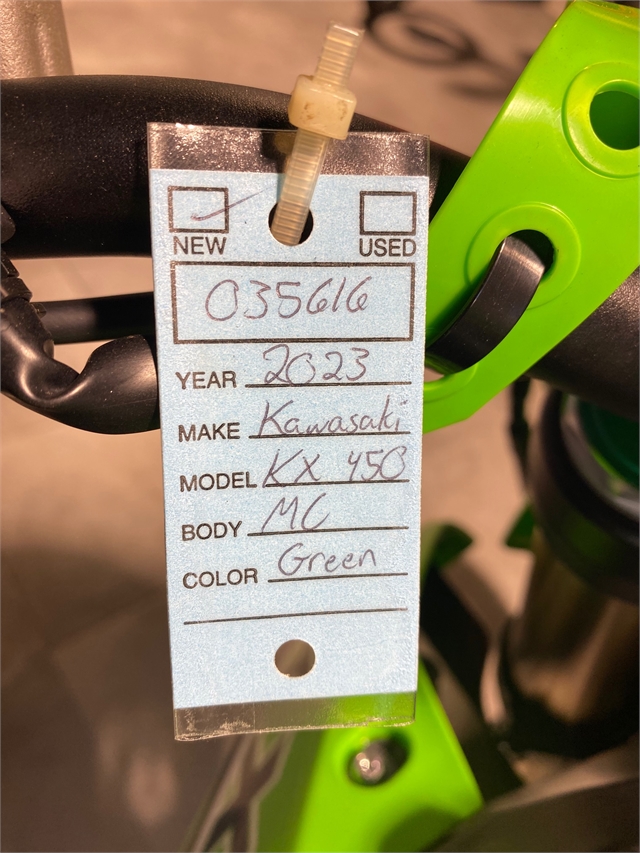 NEW USED
035616
YEAR 2023
MAKE Kawasaki
MODEL KX 450
BODY MC
COLOR Green